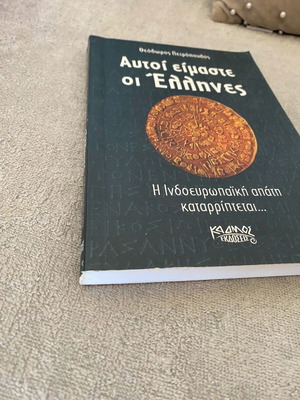 Θεόδωρος Πετρόπουλος
Αυτοί είμαστε
οι Έλληνες
Η Ινδοευρωπαϊκή απάτη
καταρρίπτεται...
ΚΑΔΜΟΣ
ΕΚΔΟΣΕΙΣ